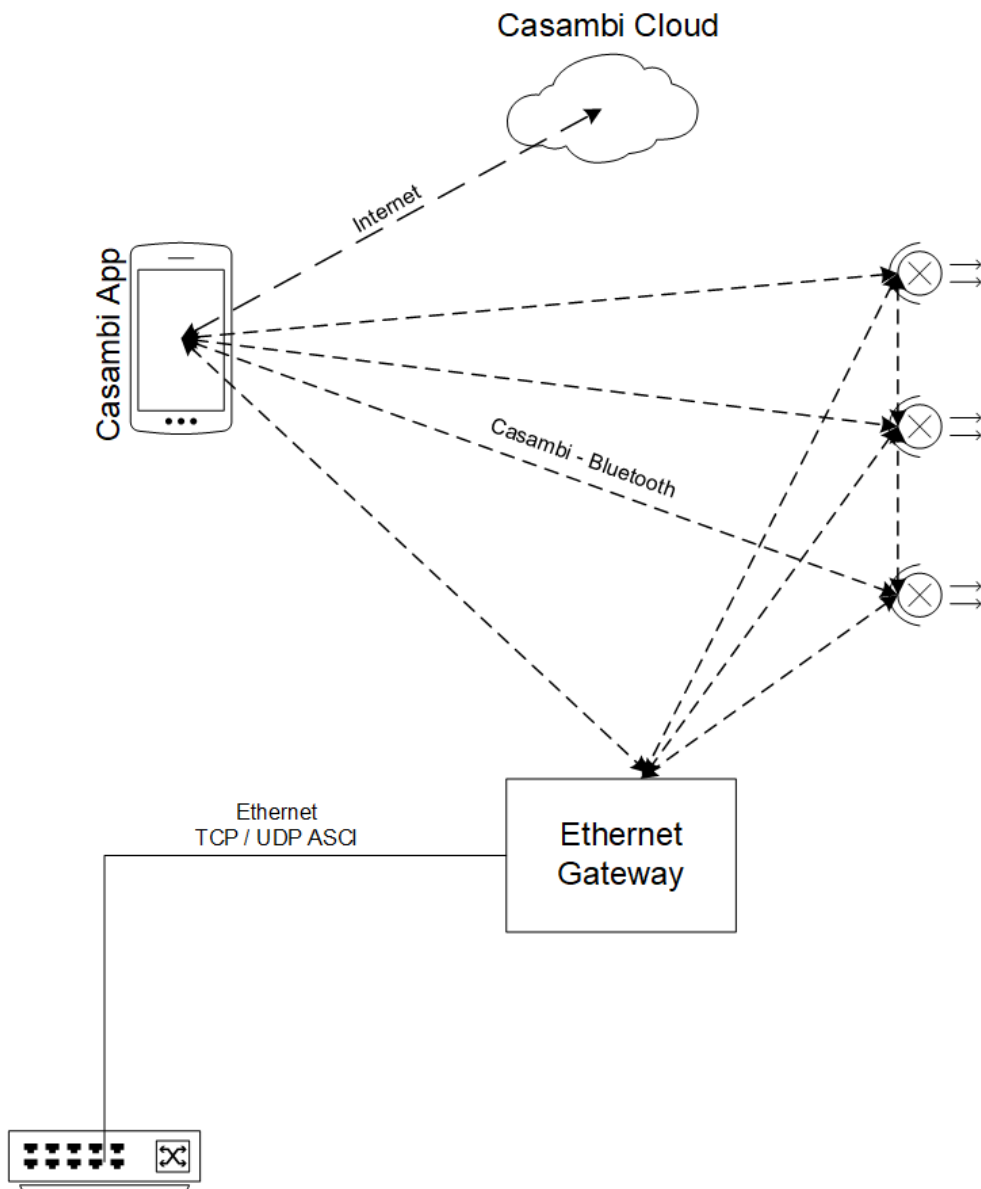 Casambi Cloud
Internet
Casambi App
Casambi - Bluetooth
Ethernet
TCP / UDP ASCI
Ethernet
Gateway